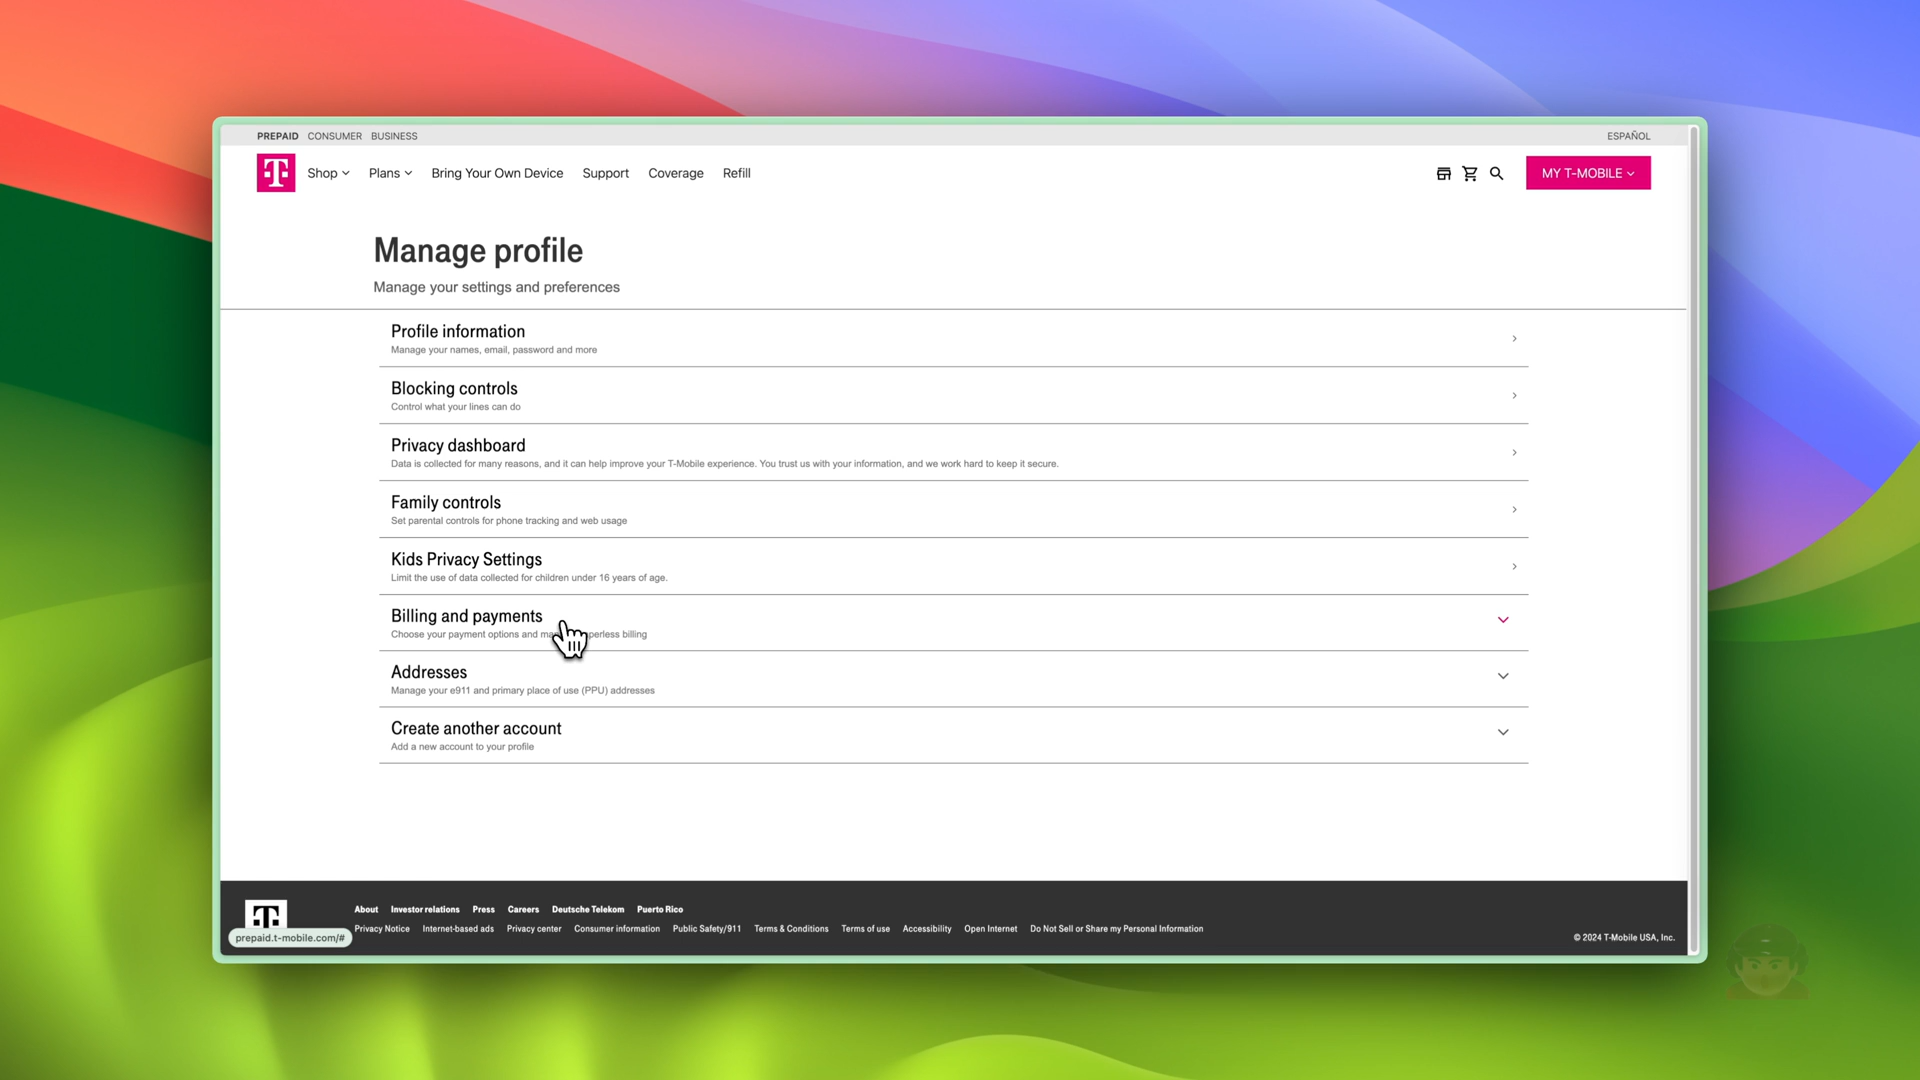 PREPAID CONSUMER BUSINESS
ESPAÑOL
T Shop Plans Bring Your Own Device Support Coverage Refill
MY T-MOBILE
Manage profile
Manage your settings and preferences
Profile information
Manage your names, email, password and more
Blocking controls
Control what your lines can do
Privacy dashboard
Data is collected for many reasons, and it can help improve your T-Mobile experience. You trust us with your information, and we work hard to keep it secure.
Family controls
Set parental controls for phone tracking and web usage
Kids Privacy Settings
Limit the use of data collected for children under 16 years of age.
Billing and payments
Choose your payment options and billing
Addresses
Manage your e911 and primary place of use (PPU) addresses
Create another account
Add a new account to your profile
T
About Investor relations Press Careers Deutsche Telekom Puerto Rico
Privacy Notice Internet-based ads Privacy center Consumer information Public Safety/911 Terms & Conditions Terms of use Accessibility Open Internet Do Not Sell or Share my Personal Information
prepaid.t-mobile.com/#
© 2024 T-Mobile USA, Inc.